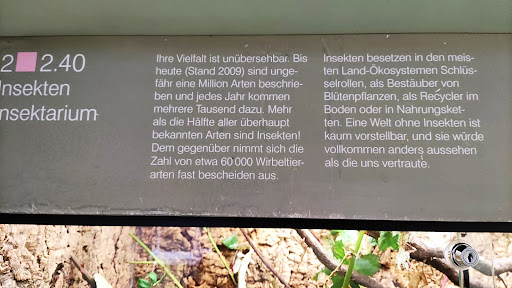 2 2.40
Insekten
Insektarium
Ihre Vielfalt ist unübersehbar. Bis
heute (Stand 2009) sind unge-
fähr eine Million Arten beschrie-
ben und jedes Jahr kommen
mehrere Tausend dazu. Mehr
als die Hälfte aller überhaupt
bekannten Arten sind Insekten!
Dem gegenüber nimmt sich die
Zahl von etwa 60 000 Wirbeltier-
arten fast bescheiden aus.
Insekten besetzen in den meis-
ten Land-Ökosystemen Schlüs-
selrollen, als Bestäuber von
Blütenpflanzen, als Recycler im
Boden oder in Nahrungsket-
ten. Eine Welt ohne Insekten ist
kaum vorstellbar, und sie würde
vollkommen anders aussehen
als die uns vertraute.